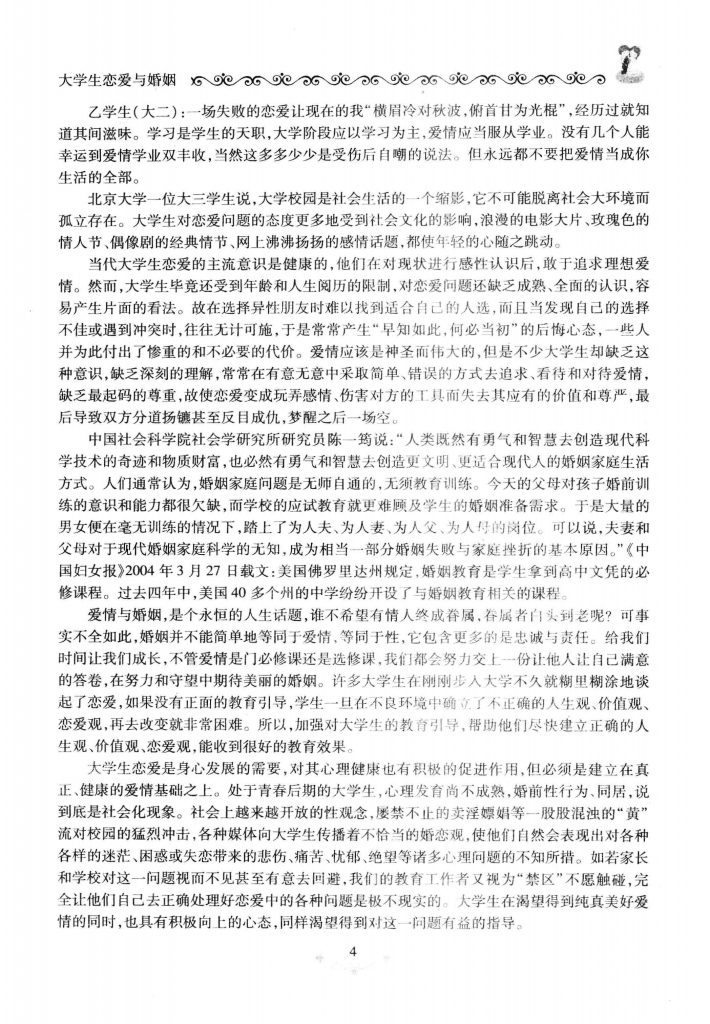 大学生恋爱与婚姻
乙学生(大二):一场失败的恋爱让现在的我“横眉冷对秋波,俯首甘为光棍”,经历过就知
道其间滋味。学习是学生的天职,大学阶段应以学习为主,爱情应当服从学业。没有几个人能
幸运到爱情学业双丰收,当然这多多少少是受伤后自嘲的说法。但永远都不要把爱情当成你
生活的全部。
北京大学一位大三学生说,大学校园是社会生活的一个缩影,它不可能脱离社会大环境而
孤立存在。大学生对恋爱问题的态度更多地受到社会文化的影响,浪漫的电影大片、玫瑰色的
情人节、偶像剧的经典情节、网上沸沸扬扬的感情话题,都使年轻的心随之跳动。
当代大学生恋爱的主流意识是健康的,他们在对现状进行感性认识后,敢于追求理想爱
情。然而,大学生毕竟还受到年龄和人生阅历的限制,对恋爱问题还缺乏成熟、全面的认识,容
易产生片面的看法。故在选择异性朋友时难以找到适合自己的人选,而且当发现自己的选择
不佳或遇到冲突时,往往无计可施,于是常常产生“早知如此,何必当初”的后悔心态,一些人
并为此付出了惨重的和不必要的代价。爱情应该是神圣而伟大的,但是不少大学生却缺乏这
种意识,缺乏深刻的理解,常常在有意无意中采取简单、错误的方式去追求、看待和对待爱情,
缺乏最起码的尊重,故使恋爱变成玩弄感情、伤害对方的工具而失去其应有的价值和尊严,最
后导致双方分道扬镳甚至反目成仇,梦醒之后一场空。
中国社会科学院社会学研究所研究员陈一筠说:“人类既然有勇气和智慧去创造现代科
学技术的奇迹和物质财富,也必然有勇气和智慧去创造更文明、更适合现代人的婚姻家庭生活
方式。人们通常认为,婚姻家庭问题是无师自通的,无须教育训练。今天的父母对孩子婚前训
练的意识和能力都很欠缺,而学校的应试教育就更难顾及学生的婚姻准备需求。于是大量的
男女便在毫无训练的情况下,踏上了为人夫、为人妻、为人父、为人母的岗位。可以说,夫妻和
父母对于现代婚姻家庭科学的无知,成为相当一部分婚姻失败与家庭挫折的基本原因。”《中
国妇女报》2004 年 3 月 27 日载文:美国佛罗里达州规定,婚姻教育是学生拿到高中文凭的必
修课程。过去四年中,美国 40 多个州的中学纷纷开设了与婚姻教育相关的课程。
爱情与婚姻,是个永恒的人生话题,谁不希望有情人终成眷属,眷属者白头到老呢?可事
实不全如此,婚姻并不能简单地等同于爱情,等同于性,它包含更多的是忠诚与责任。给我们
时间让我们成长,不管爱情是门必修课还是选修课,我们都会努力交上一份让他人让自己满意
的答卷,在努力和守望中期待美丽的婚姻。许多大学生在刚刚步入大学不久就糊里糊涂地谈
起了恋爱,如果没有正面的教育引导,学生一旦在不良环境中确立了不正确的人生观、价值观、
恋爱观,再去改变就非常困难。所以,加强对大学生的教育引导,帮助他们尽快建立正确的人
生观、价值观、恋爱观,能收到很好的教育效果。
大学生恋爱是身心发展的需要,对其心理健康也有积极的促进作用,但必须是建立在真
正、健康的爱情基础之上。处于青春后期的大学生,心理发育尚不成熟,婚前性行为、同居,说
到底是社会化现象。社会上越来越开放的性观念,屡禁不止的卖淫嫖娼等一股股混浊的“黄”
流对校园的猛烈冲击,各种媒体向大学生传播着不恰当的婚恋观,使他们自然会表现出对各种
各样的迷茫、困惑或失恋带来的悲伤、痛苦、忧郁、绝望等诸多心理问题的不知所措。如若家长
和学校对这一问题视而不见甚至有意去回避,我们的教育工作者又视为“禁区”不愿触碰,完
全让他们自己去正确处理好恋爱中的各种问题是极不现实的。大学生在渴望得到纯真美好爱
情的同时,也具有积极向上的心态,同样渴望得到对这一问题有益的指导。
4